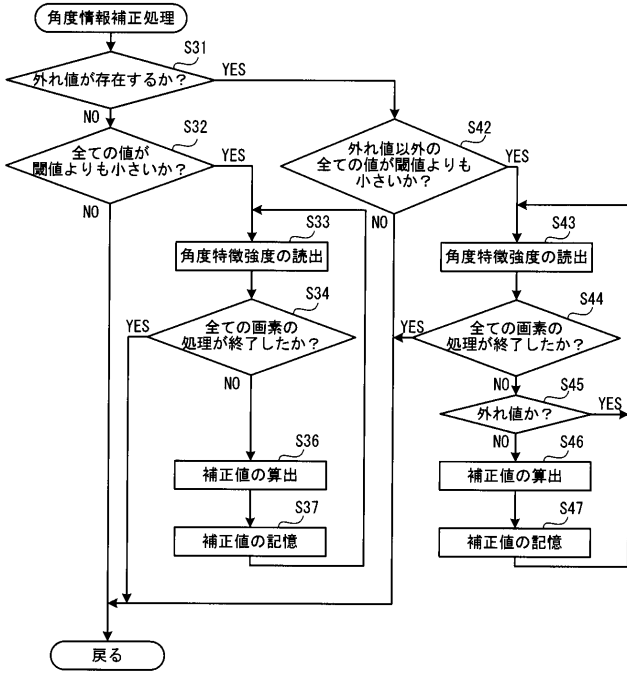 角度情報補正処理
S31
外れ値が存在するか？
YES
NO
S32
全ての値が
閾値よりも小さいか？
YES
NO
S42
外れ値以外の
全ての値が閾値よりも
小さいか？
YES
NO
S33
角度特徴強度の読出
S34
全ての画素の
処理が終了したか？
YES
NO
S36
補正値の算出
S37
補正値の記憶
S43
角度特徴強度の読出
S44
全ての画素の
処理が終了したか？
YES
NO
S45
外れ値か？
YES
NO
S46
補正値の算出
S47
補正値の記憶
戻る